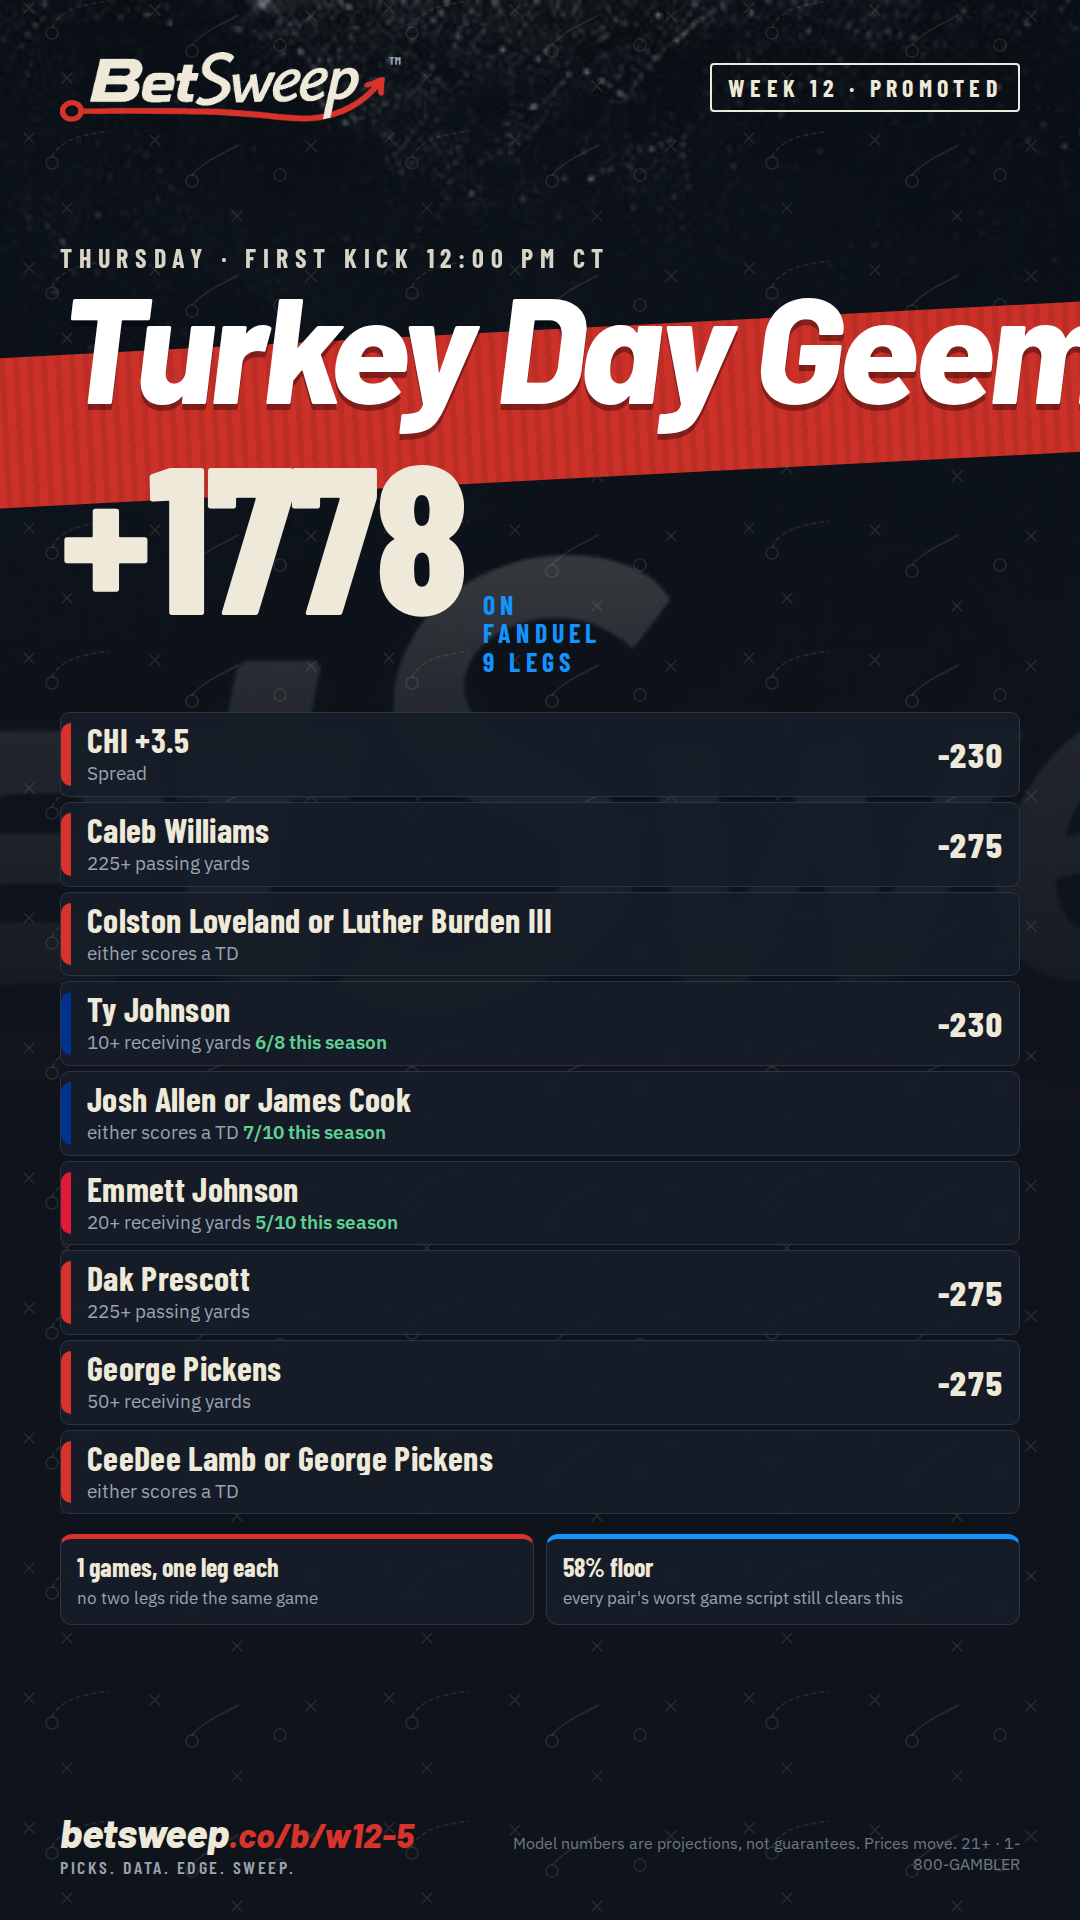 BetSweep™
WEEK 12 · PROMOTED
THURSDAY · FIRST KICK 12:00 PM CT
Turkey Day Geem
+1778
ON
FANDUEL
9 LEGS
CHI +3.5
-230
Spread
Caleb Williams
-275
225+ passing yards
Colston Loveland or Luther Burden III
either scores a TD
Ty Johnson
-230
10+ receiving yards 6/8 this season
Josh Allen or James Cook
either scores a TD 7/10 this season
Emmett Johnson
20+ receiving yards 5/10 this season
Dak Prescott
-275
225+ passing yards
George Pickens
-275
50+ receiving yards
CeeDee Lamb or George Pickens
either scores a TD
1 games, one leg each
no two legs ride the same game
58% floor
every pair's worst game script still clears this
betsweep.co/b/w12-5
PICKS. DATA. EDGE. SWEEP.
Model numbers are projections, not guarantees. Prices move. 21+ · 1-
800-GAMBLER